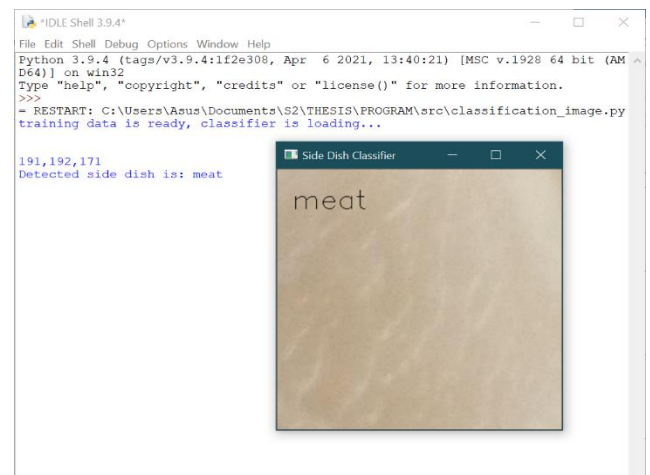 *IDLE Shell 3.9.4*
File Edit Shell Debug Options Window Help
Python 3.9.4 (tags/v3.9.4:1f2e308, Apr  6 2021, 13:40:21) [MSC v.1928 64 bit (AM
D64)] on win32
Type "help", "copyright", "credits" or "license()" for more information.
>>>
= RESTART: C:\Users\Asus\Documents\S2\THESIS\PROGRAM\src\classification_image.py
training data is ready, classifier is loading...
191,192,171
Detected side dish is: meat
Side Dish Classifier
meat